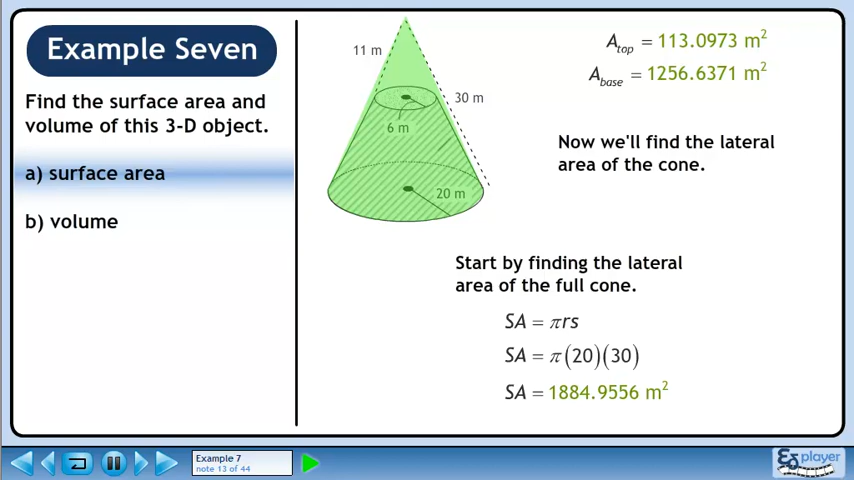 Example Seven
Find the surface area and
volume of this 3-D object.
a) surface area
b) volume
11 m
30 m
6 m
20 m
A_top = 113.0973 m²
A_base = 1256.6371 m²
Now we'll find the lateral
area of the cone.
Start by finding the lateral
area of the full cone.
SA = πrs
SA = π(20)(30)
SA = 1884.9556 m²
Example 7
note 13 of 44
player